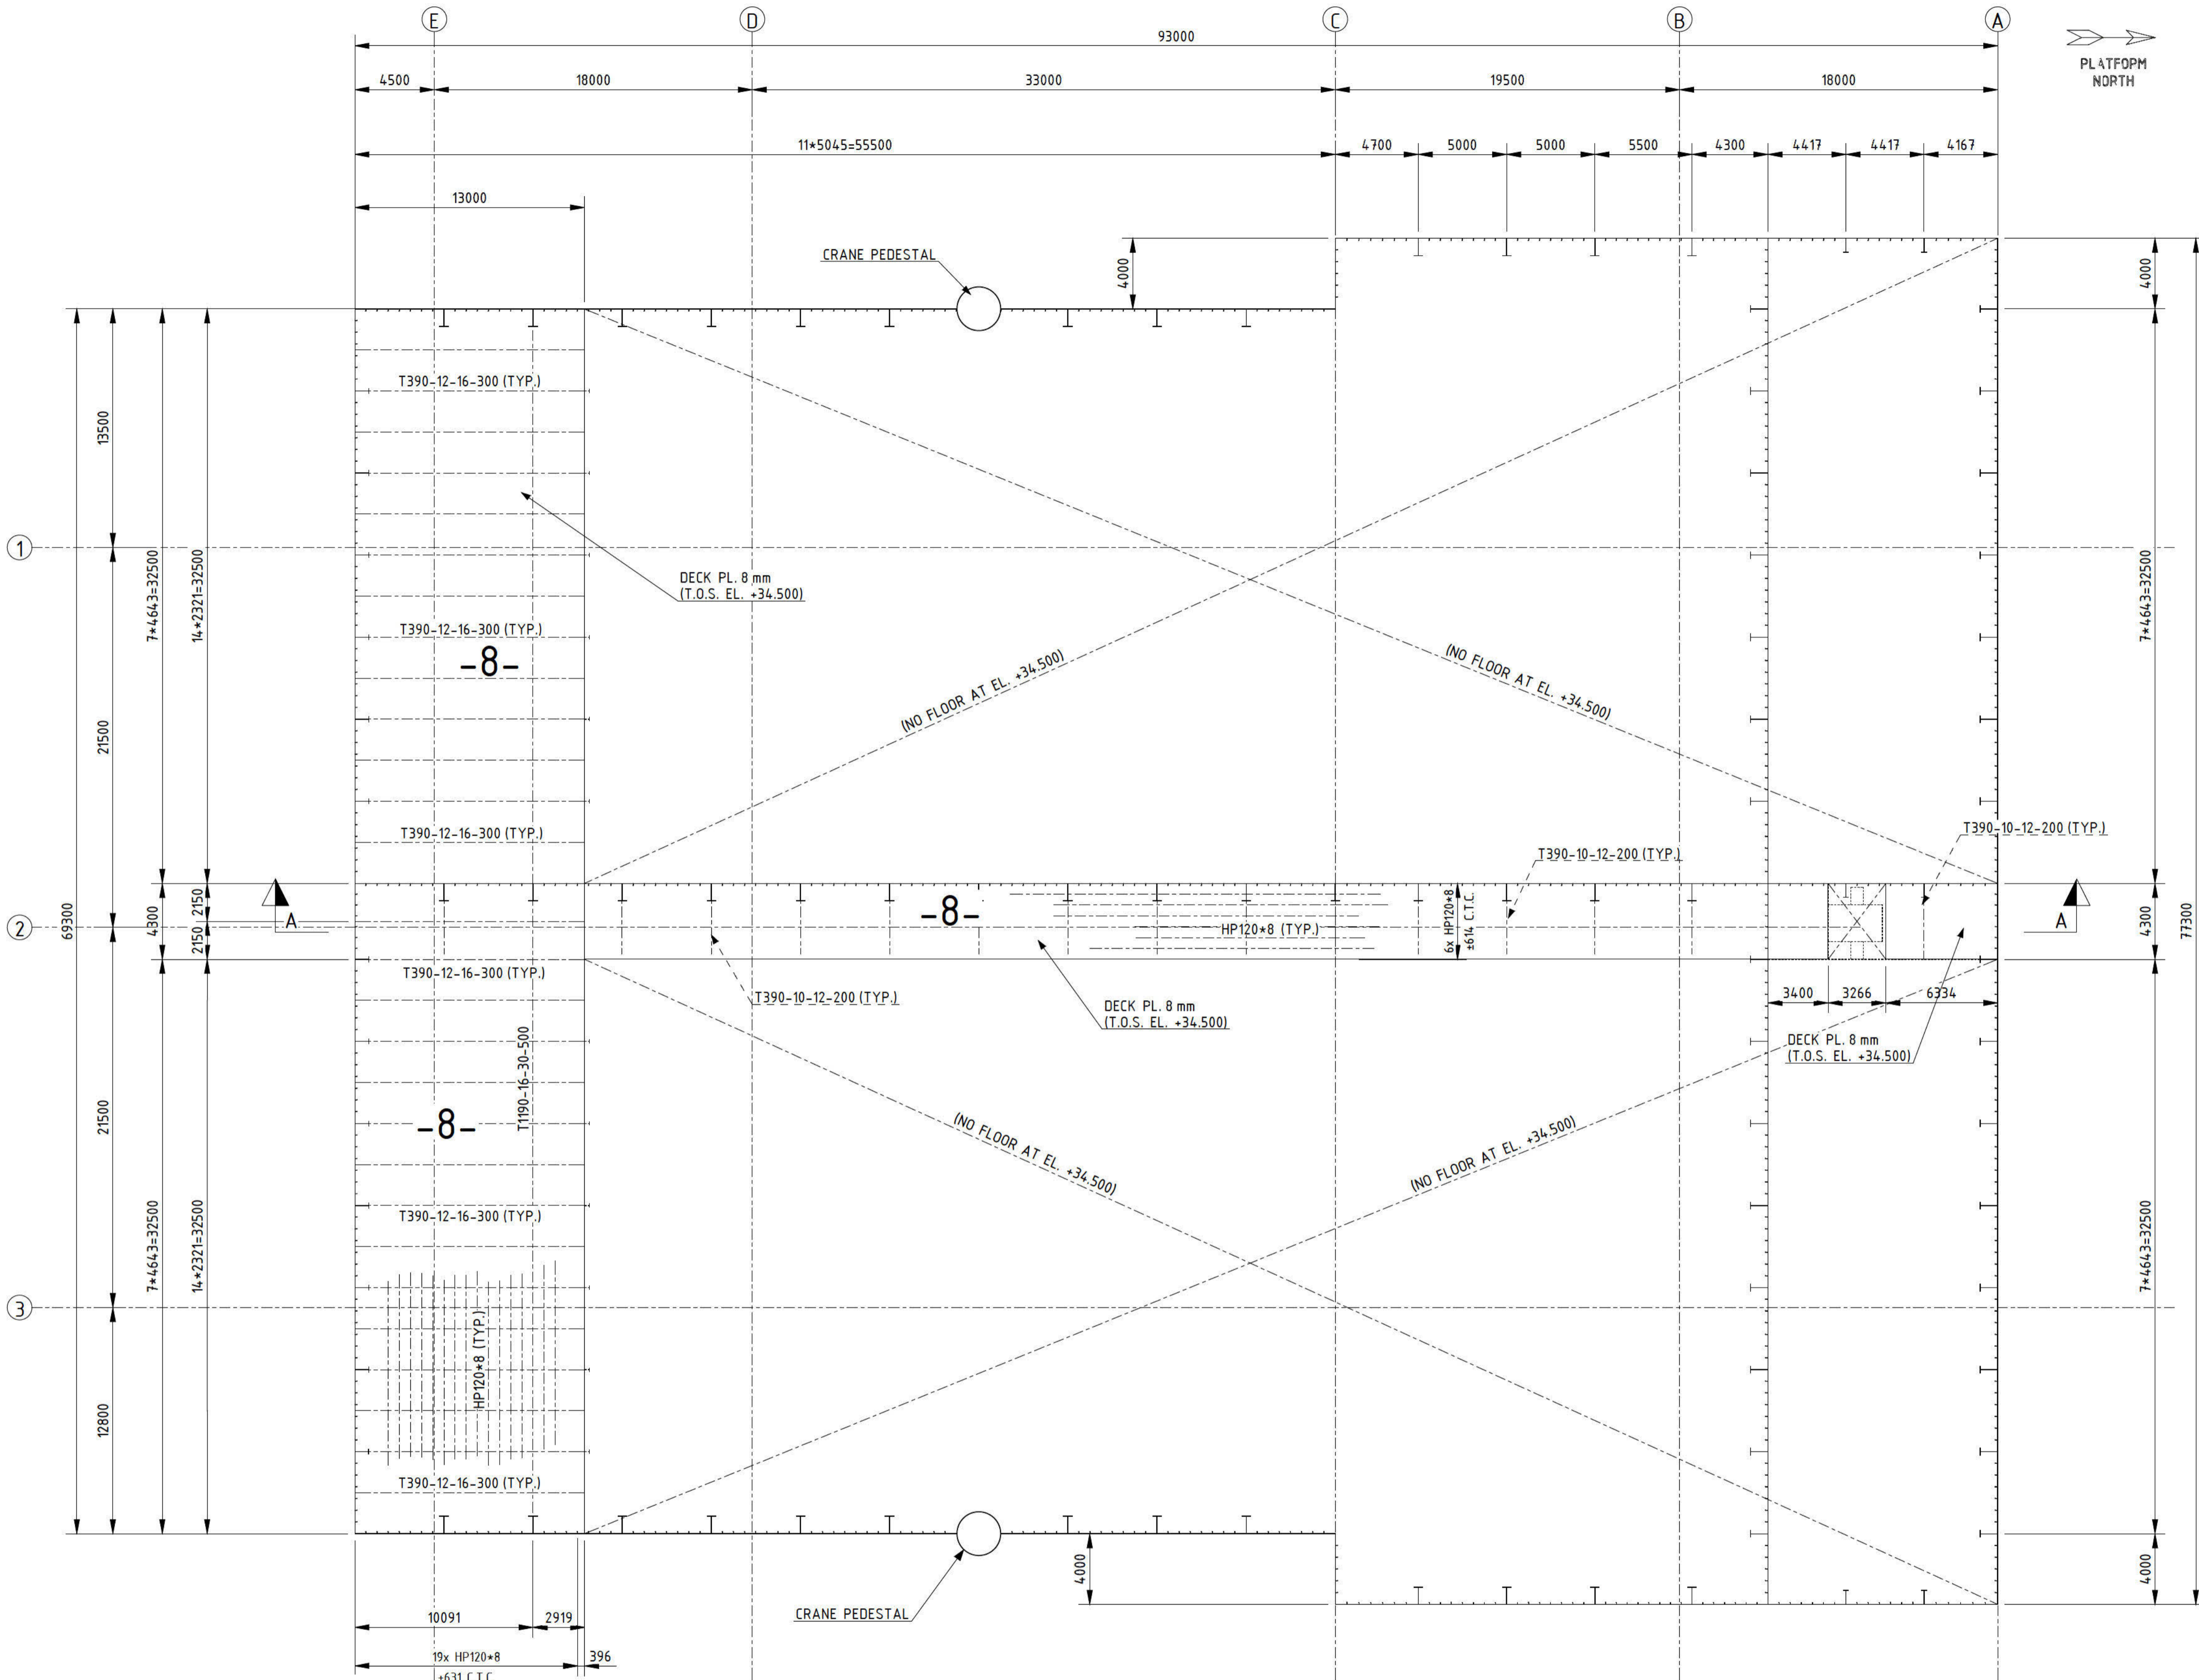 E
D
C
B
A
93000
PLATFOPM
NORTH
4500
18000
33000
19500
18000
11*5045=55500
4700
5000
5000
5500
4300
4417
4417
4167
13000
CRANE PEDESTAL
4000
4000
T390-12-16-300 (TYP.)
13500
1
7*4643=32500
14*2321=32500
7*4643=32500
DECK PL. 8 mm
(T.O.S. EL. +34.500)
T390-12-16-300 (TYP.)
-8-
(NO FLOOR AT EL. +34.500)
(NO FLOOR AT EL. +34.500)
21500
T390-12-16-300 (TYP.)
T390-10-12-200 (TYP.)
T390-10-12-200 (TYP.)
2
69300
4300
2150
2150
A
-8-
HP120*8 (TYP.)
6x HP120*8
±614 C.T.C.
A
4300
77300
T390-12-16-300 (TYP.)
T390-10-12-200 (TYP.)
DECK PL. 8 mm
(T.O.S. EL. +34.500)
3400
3266
6334
DECK PL. 8 mm
(T.O.S. EL. +34.500)
T1190-16-30-500
21500
-8-
(NO FLOOR AT EL. +34.500)
(NO FLOOR AT EL. +34.500)
7*4643=32500
14*2321=32500
7*4643=32500
T390-12-16-300 (TYP.)
3
HP120*8 (TYP.)
12800
T390-12-16-300 (TYP.)
4000
4000
CRANE PEDESTAL
10091
2919
19x HP120*8
396
±631 C.T.C.